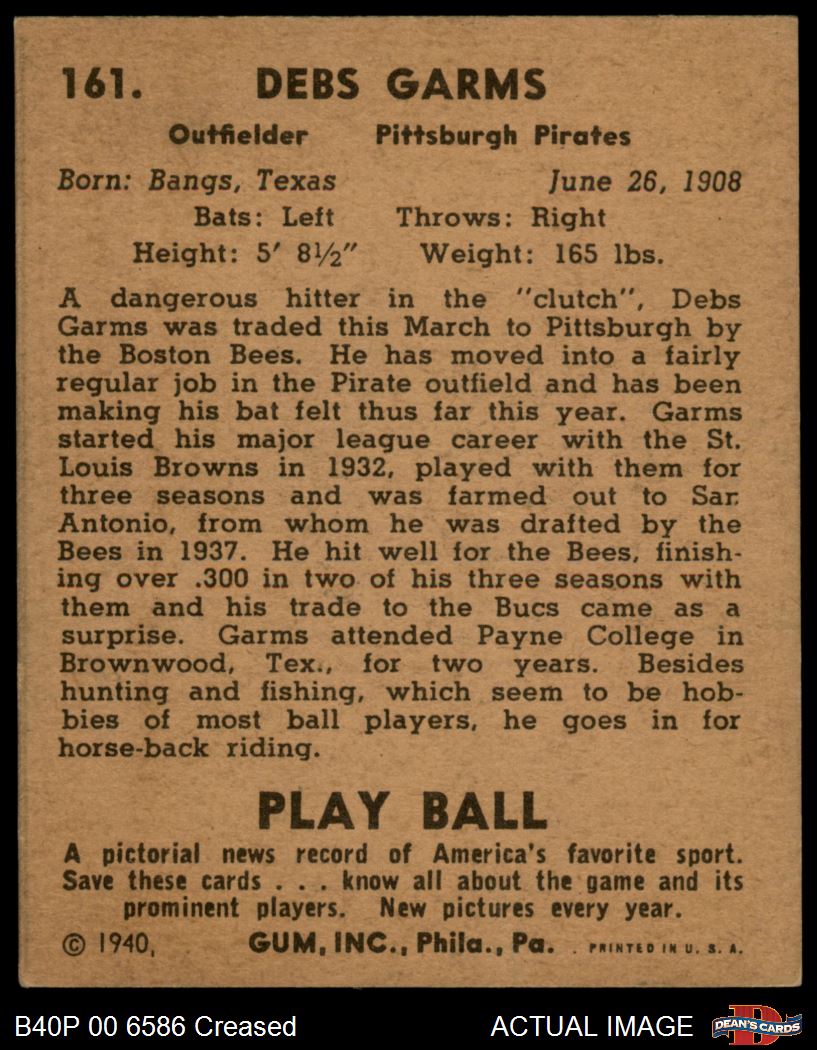 161. DEBS GARMS
Outfielder Pittsburgh Pirates
Born: Bangs, Texas June 26, 1908
Bats: Left Throws: Right
Height: 5' 8½" Weight: 165 lbs.
A dangerous hitter in the "clutch", Debs
Garms was traded this March to Pittsburgh by
the Boston Bees. He has moved into a fairly
regular job in the Pirate outfield and has been
making his bat felt thus far this year. Garms
started his major league career with the St.
Louis Browns in 1932, played with them for
three seasons and was farmed out to San
Antonio, from whom he was drafted by the
Bees in 1937. He hit well for the Bees, finish-
ing over .300 in two of his three seasons with
them and his trade to the Bucs came as a
surprise. Garms attended Payne College in
Brownwood, Tex., for two years. Besides
hunting and fishing, which seem to be hob-
bies of most ball players, he goes in for
horse-back riding.
PLAY BALL
A pictorial news record of America's favorite sport.
Save these cards . . . know all about the game and its
prominent players. New pictures every year.
© 1940, GUM, INC., Phila., Pa. . PRINTED IN U. S. A.
B40P 00 6586 Creased ACTUAL IMAGE DEAN'S CARDS